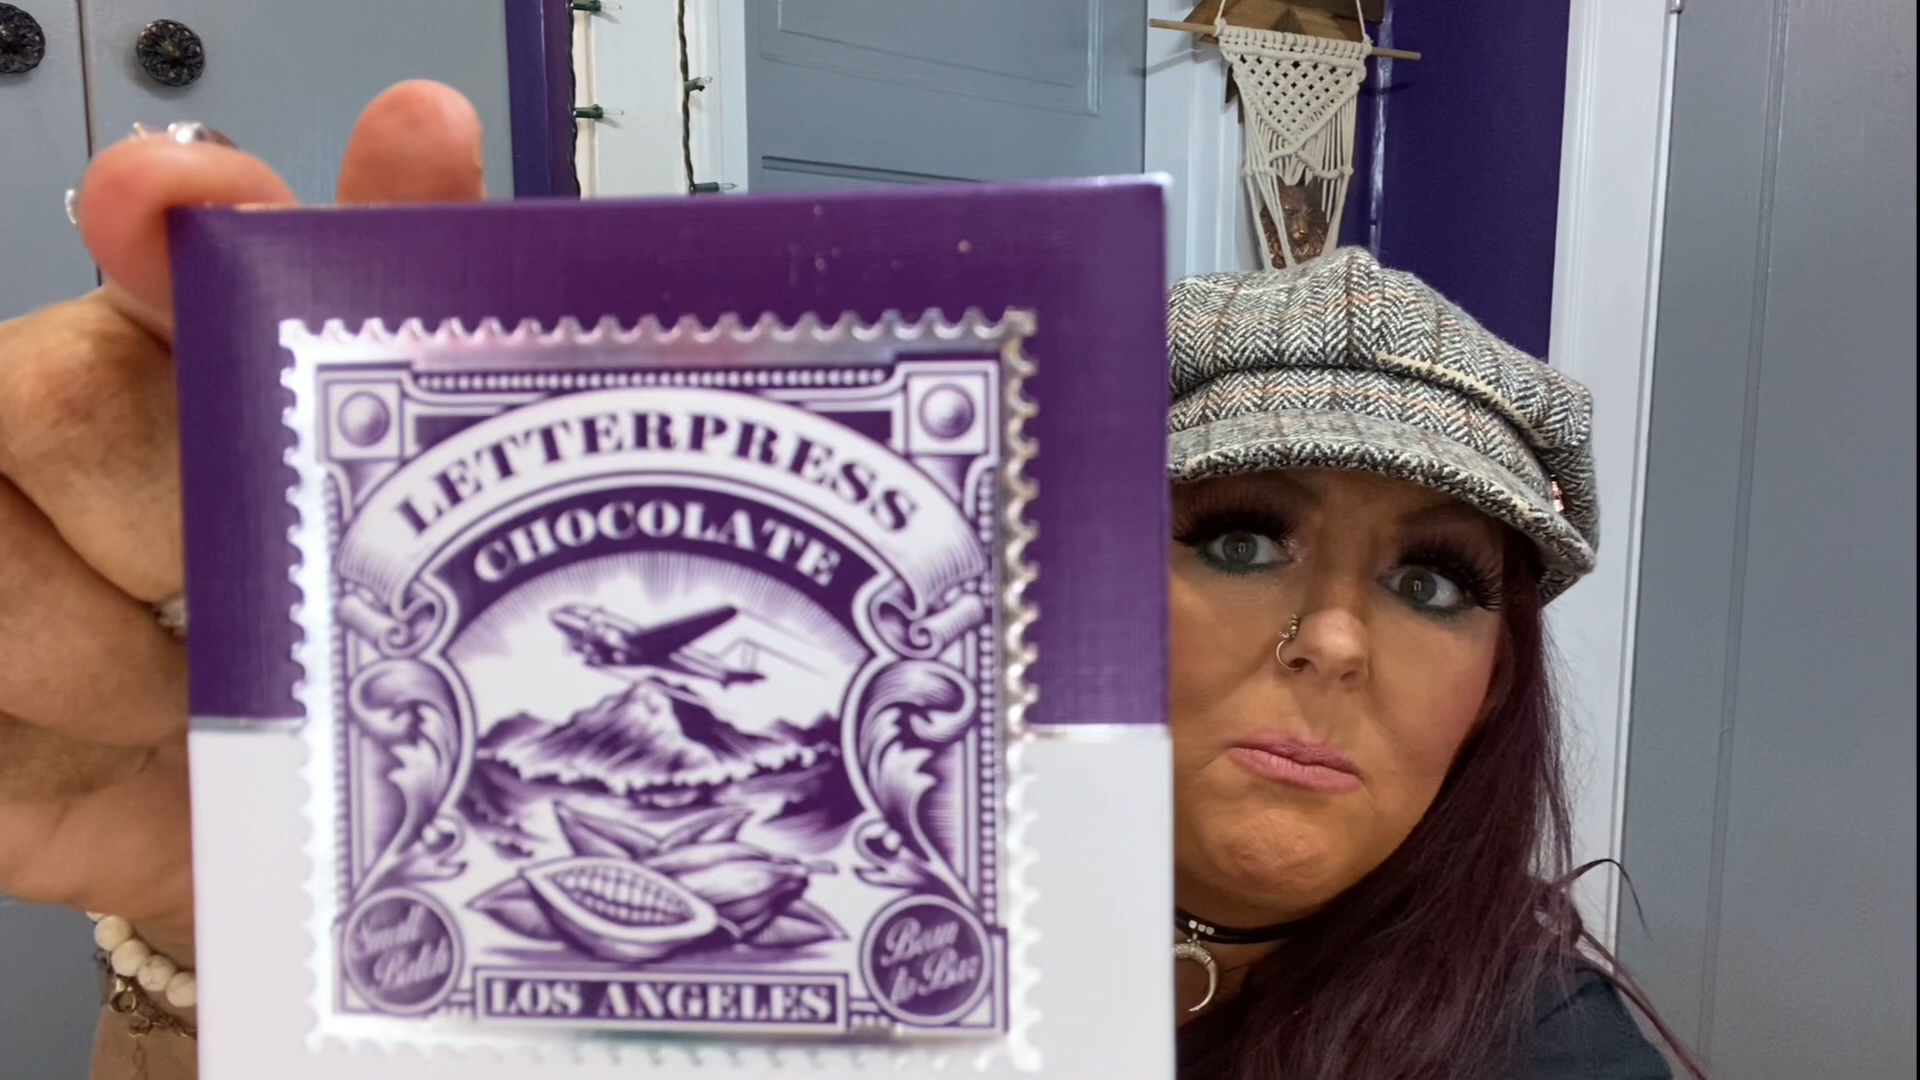 LETTERPRESS
CHOCOLATE
Small
Batch
Bean
to Bar
LOS ANGELES